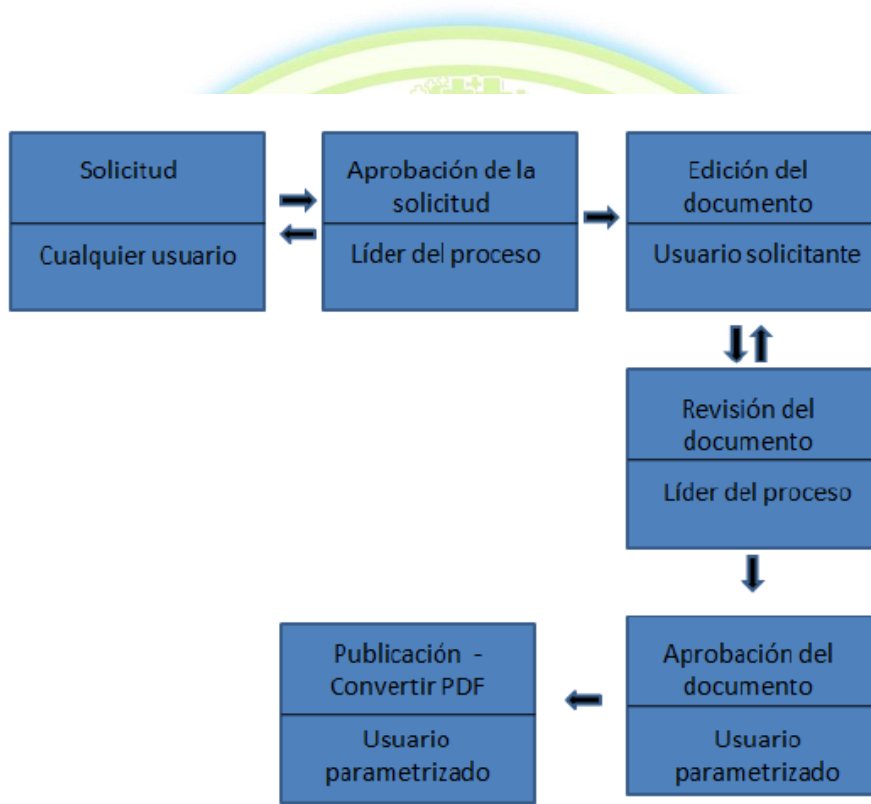 Solicitud
Cualquier usuario
Aprobación de la
solicitud
Líder del proceso
Edición del
documento
Usuario solicitante
Revisión del
documento
Líder del proceso
Aprobación del
documento
Usuario
parametrizado
Publicación -
Convertir PDF
Usuario
parametrizado